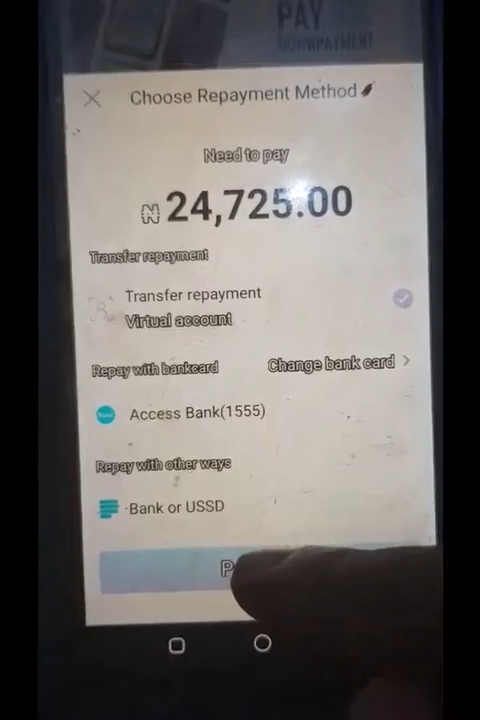 PAY
DOWNPAYMENT
Choose Repayment Method
Need to pay
₦ 24,725.00
Transfer repayment
Transfer repayment
Virtual account
Repay with bankcard
Change bank card >
Access Bank(1555)
Repay with other ways
Bank or USSD